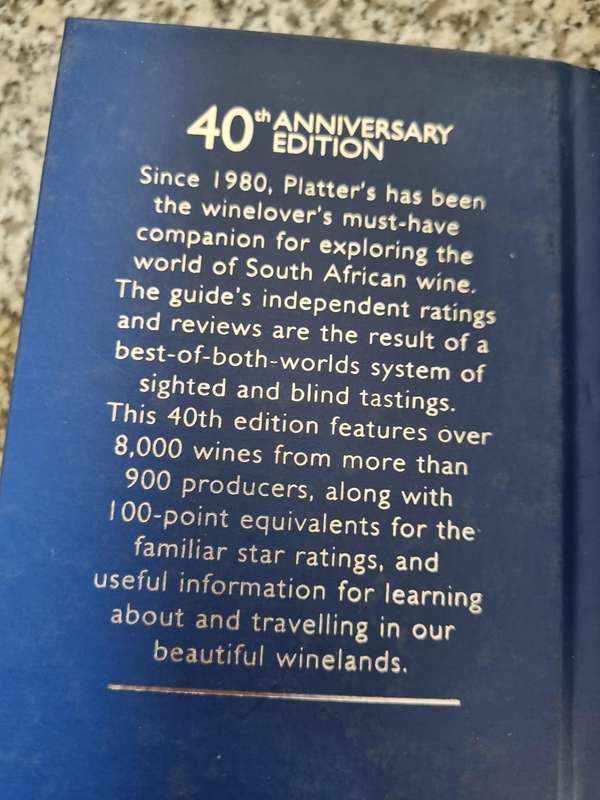 40th ANNIVERSARY
EDITION
Since 1980, Platter's has been
the winelover's must-have
companion for exploring the
world of South African wine.
The guide's independent ratings
and reviews are the result of a
best-of-both-worlds system of
sighted and blind tastings.
This 40th edition features over
8,000 wines from more than
900 producers, along with
100-point equivalents for the
familiar star ratings, and
useful information for learning
about and travelling in our
beautiful winelands.